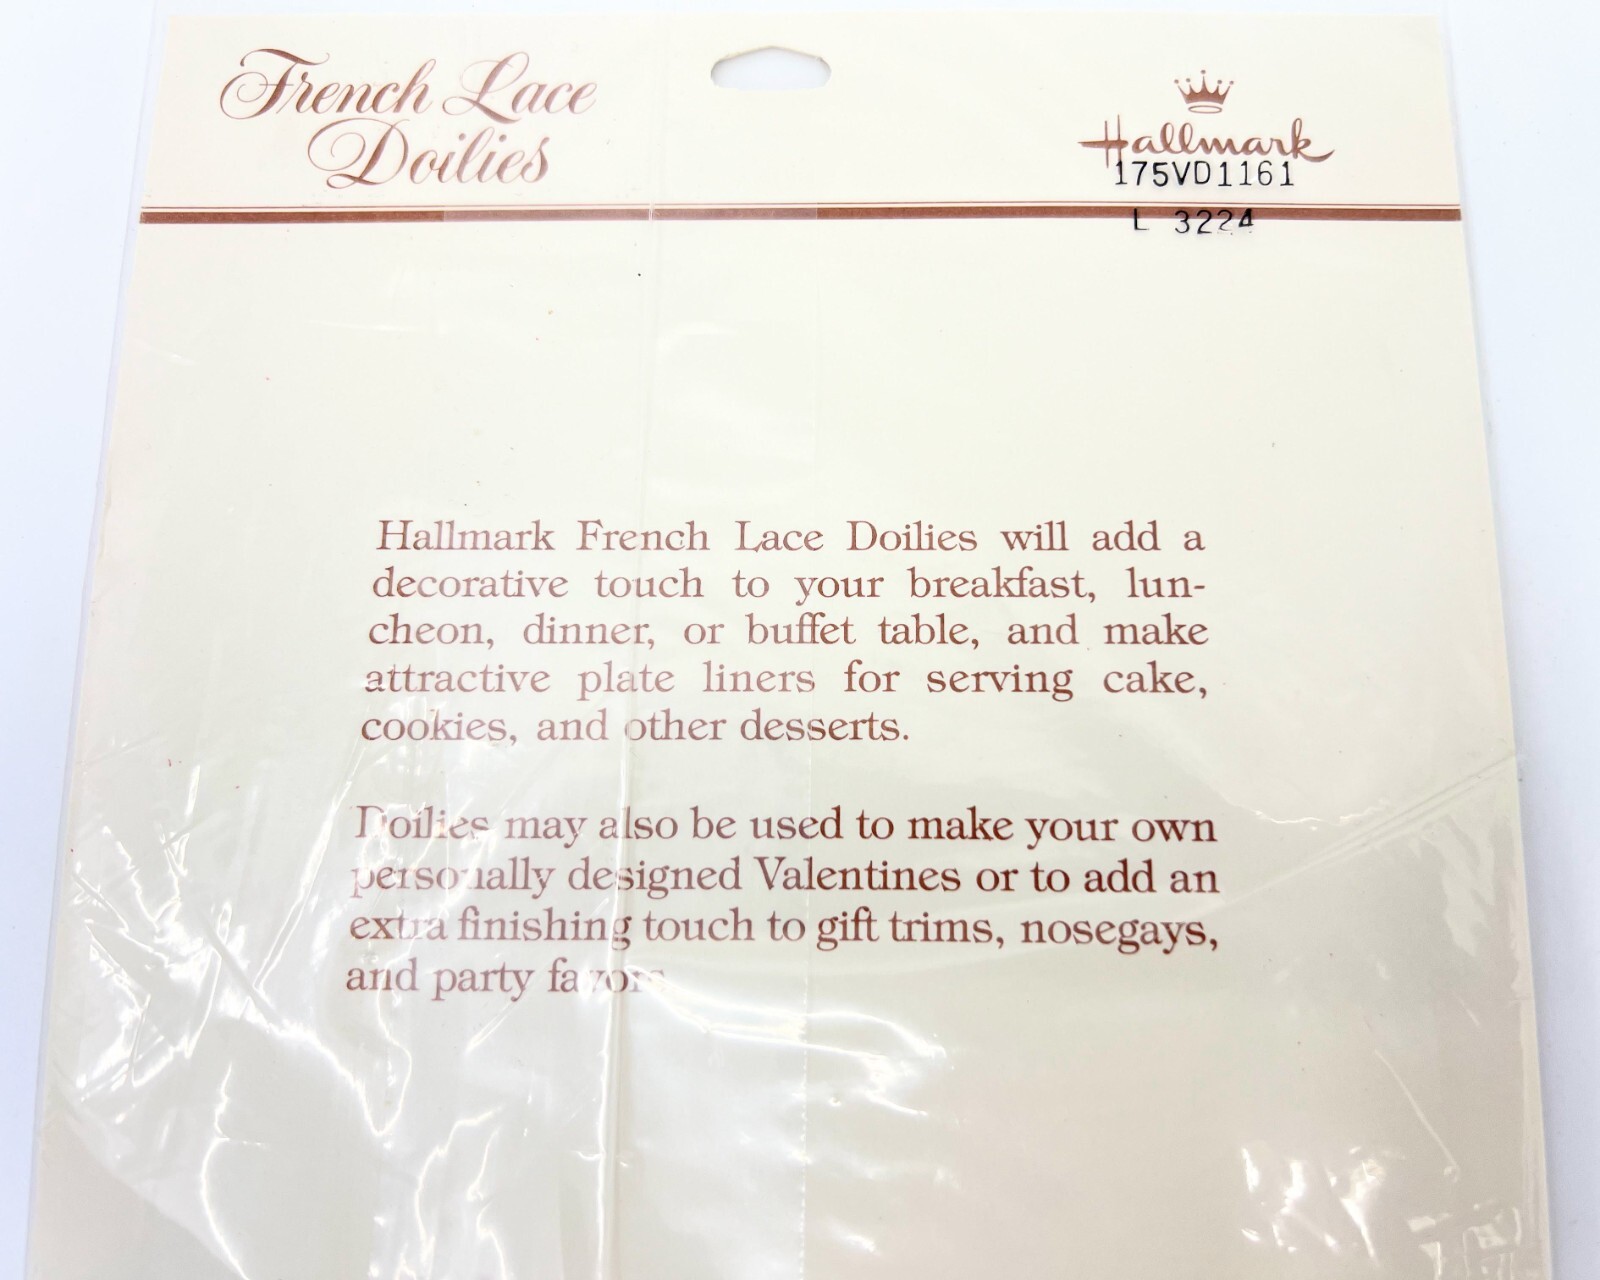 French Lace
Doilies
Hallmark
175VD1161
L 3224
Hallmark French Lace Doilies will add a
decorative touch to your breakfast, lun-
cheon, dinner, or buffet table, and make
attractive plate liners for serving cake,
cookies, and other desserts.
Doilies may also be used to make your own
personally designed Valentines or to add an
extra finishing touch to gift trims, nosegays,
and party favors